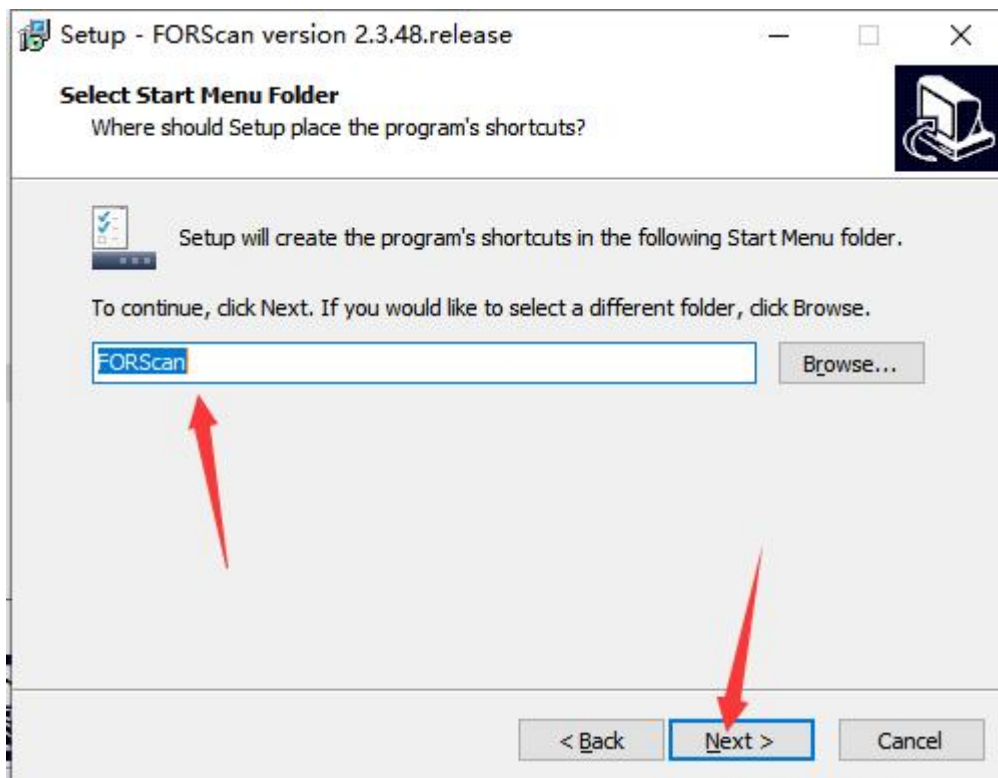 Setup - FORScan version 2.3.48.release
Select Start Menu Folder
Where should Setup place the program's shortcuts?
Setup will create the program's shortcuts in the following Start Menu folder.
To continue, click Next. If you would like to select a different folder, click Browse.
FORScan
Browse...
< Back
Next >
Cancel